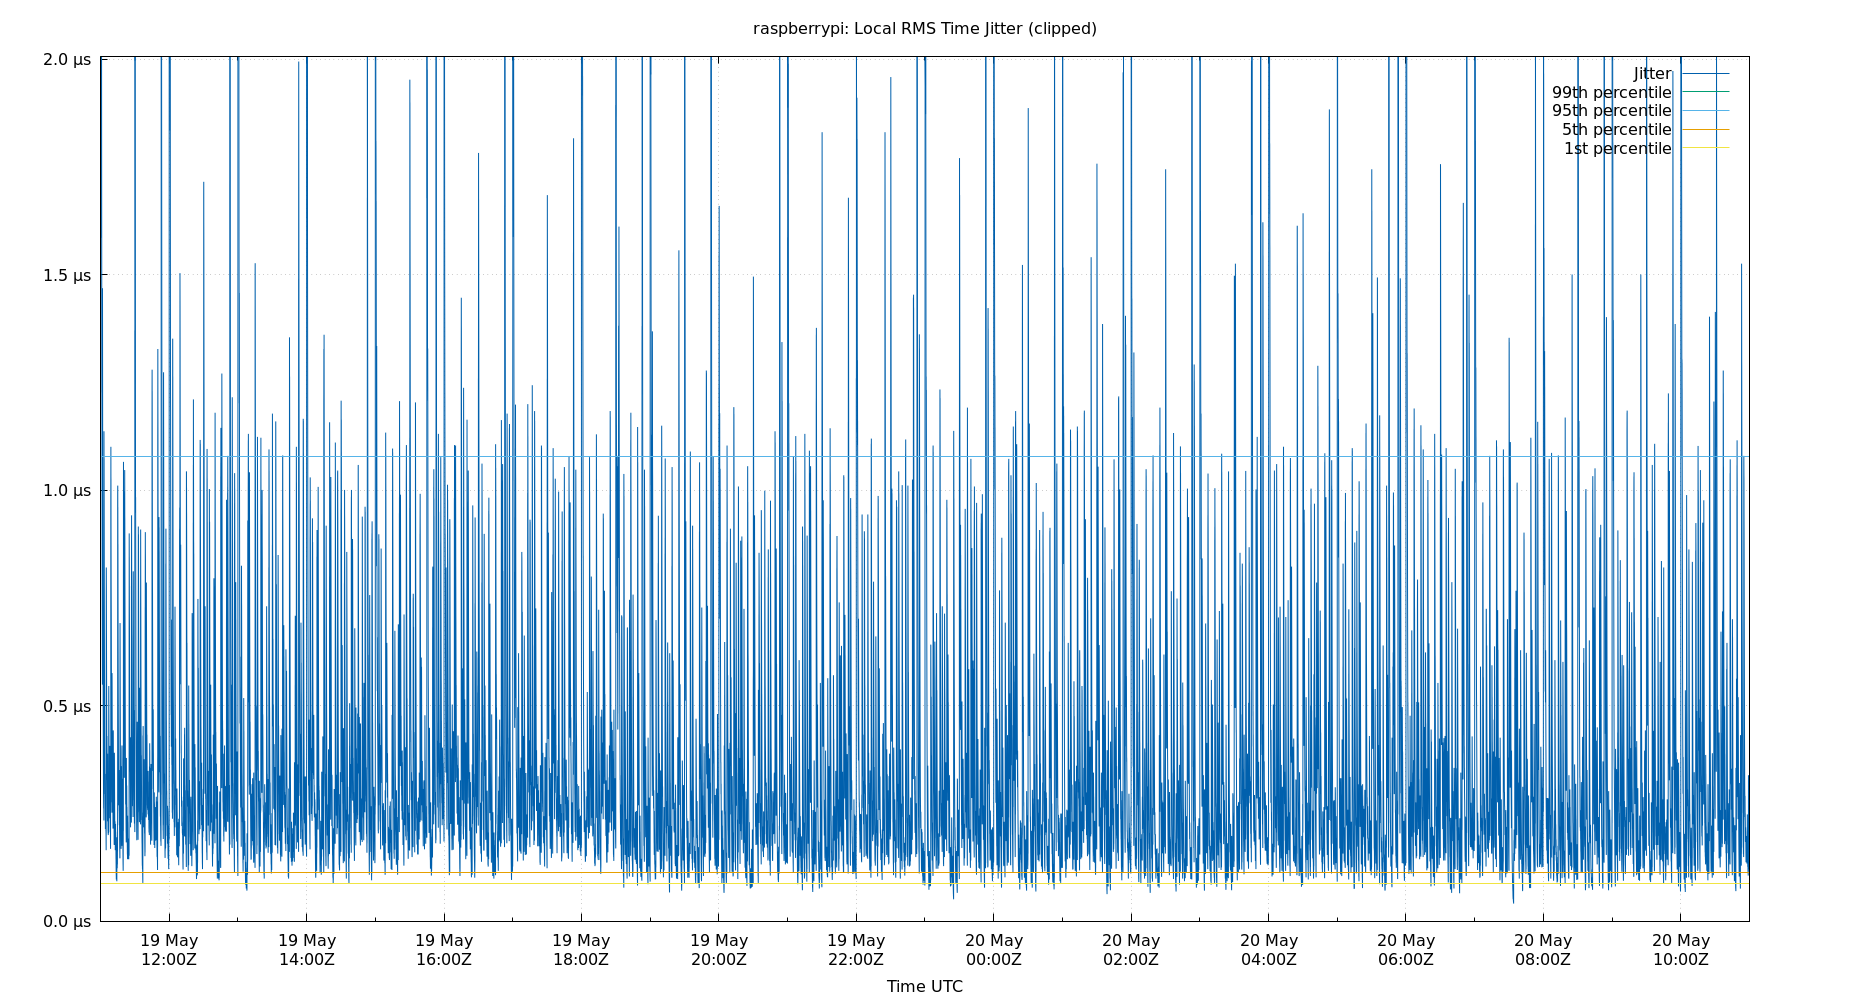 raspberrypi: Local RMS Time Jitter (clipped)
2.0 µs
1.5 µs
1.0 µs
0.5 µs
0.0 µs
Jitter
99th percentile
95th percentile
5th percentile
1st percentile
19 May 19 May 19 May 19 May 19 May 19 May 20 May 20 May 20 May 20 May 20 May 20 May
12:00Z 14:00Z 16:00Z 18:00Z 20:00Z 22:00Z 00:00Z 02:00Z 04:00Z 06:00Z 08:00Z 10:00Z
Time UTC